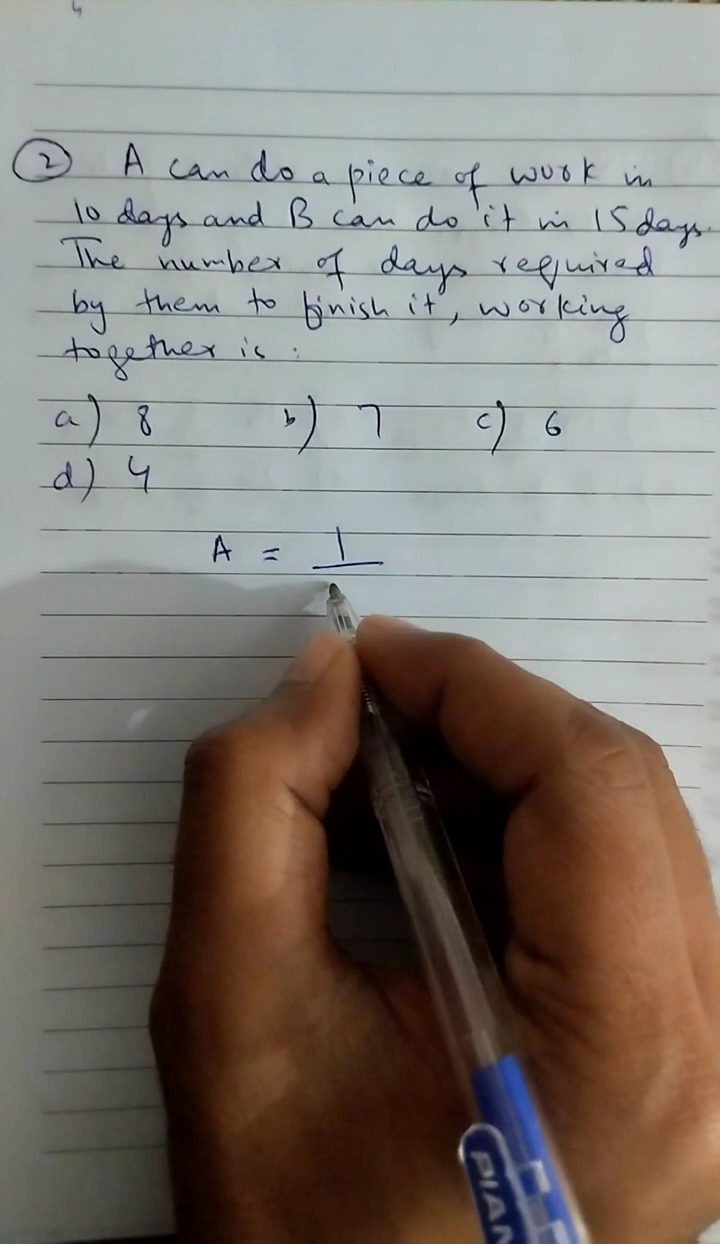 ② A can do a piece of work in
10 days and B can do it in 15 days.
The number of days required
by them to finish it, working
together is :
a) 8 b) 7 c) 6
d) 4
A = 1
PIAN